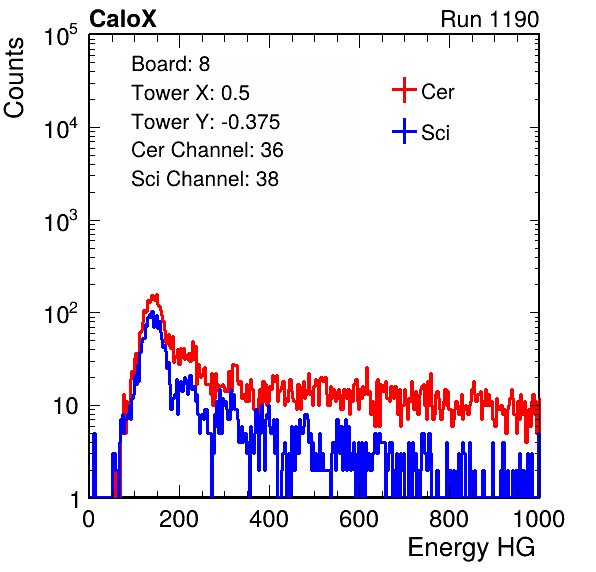 CaloX Run 1190
Counts
10^5
10^4
10^3
10^2
10
1
Board: 8
Tower X: 0.5
Tower Y: -0.375
Cer Channel: 36
Sci Channel: 38
Cer
Sci
0 200 400 600 800 1000
Energy HG